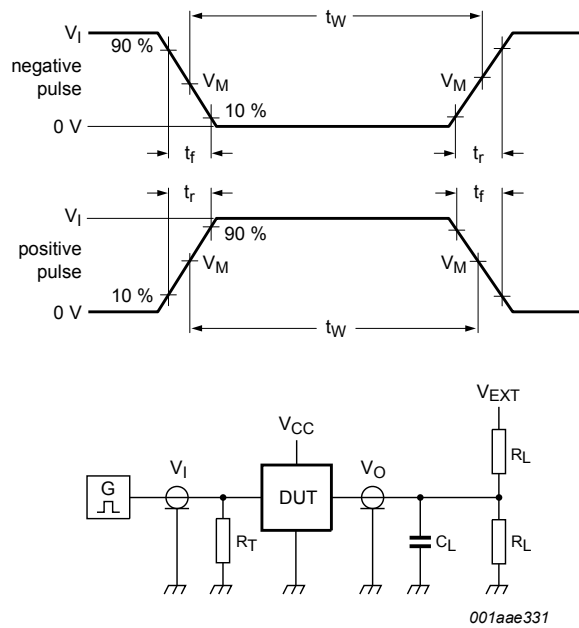 V_I
t_W
90 %
negative
pulse
V_M
V_M
10 %
0 V
t_f
t_r
t_r
t_f
V_I
90 %
positive
pulse
V_M
V_M
10 %
0 V
t_W
V_EXT
V_CC
R_L
V_I
V_O
G
DUT
R_T
C_L
R_L
001aae331